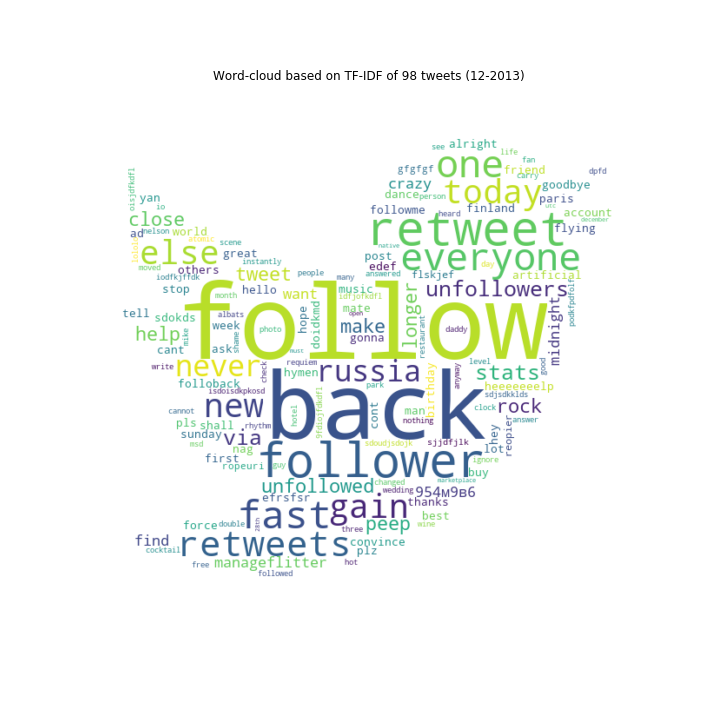 Word-cloud based on TF-IDF of 98 tweets (12-2013)
see alright life
one fan
gfgfgf friend carry dpfd
crazy today goodbye
oisjdfkdfl yan dance person paris
io followme heard finland utc account december
close retweet flying
ad nelson world
else atomic scene native everyone
great instantly post
moved others people many answered edef flskjef day artificial
iodfkjffdk tweet music unfollowers podkfpdolf
stop hello want idfjofkdfl
month follow open longer
tell albats hope mate
sdokds week photo doidkmd make daddy restaurant midnight
help mike shame gonna
cant ask must
write never check requiem russia level good
hymen park anyway stats
folloback birthday heeeeeeelp
isdoisdkpkosd back sdjsdkklds
cannot new hotel 9fdiojfdkdfl cont man clock rock
pls shall rhythm nothing hey answer
sunday via sdoudjsdojk sjjdfjlk reopier
msd nag follower lot
first guy ignore
ropeuri changed buy
unfollowed wedding marketplace
efrsfsr gain 954м9в6
fast thanks
force double 28th three peep best wine
find retweets convince
cocktail plz
free manageflitter hot
followed